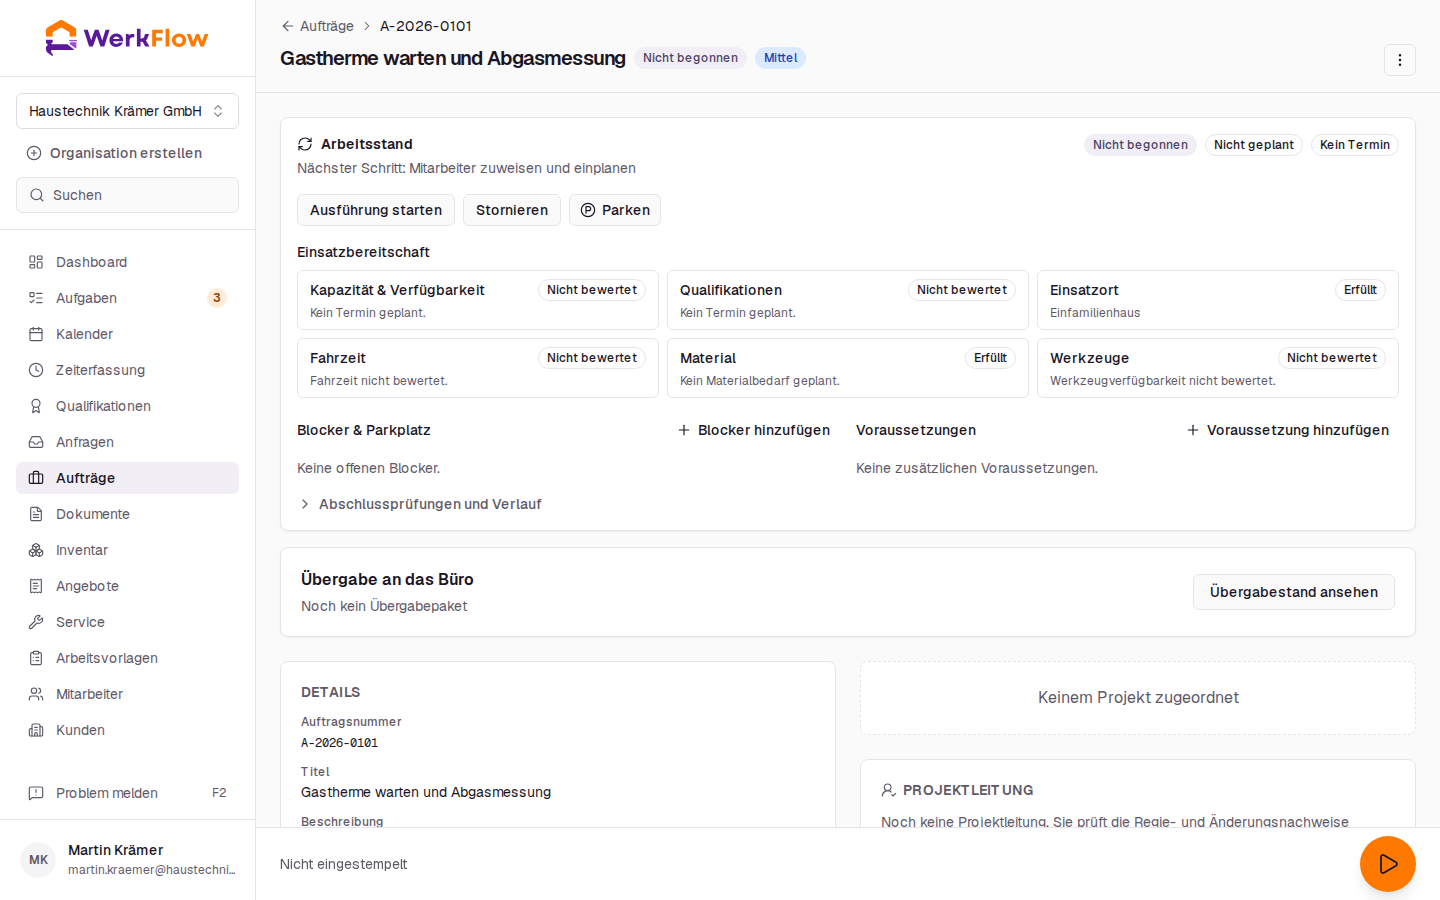 WerkFlow
Haustechnik Krämer GmbH
Organisation erstellen
Suchen
Dashboard
Aufgaben 3
Kalender
Zeiterfassung
Qualifikationen
Anfragen
Aufträge
Dokumente
Inventar
Angebote
Service
Arbeitsvorlagen
Mitarbeiter
Kunden
Problem melden F2
MK
Martin Krämer
martin.kraemer@haustechni...
Aufträge A-2026-0101
Gastherme warten und Abgasmessung Nicht begonnen Mittel
Arbeitsstand Nicht begonnen Nicht geplant Kein Termin
Nächster Schritt: Mitarbeiter zuweisen und einplanen
Ausführung starten Stornieren Parken
Einsatzbereitschaft
Kapazität & Verfügbarkeit Nicht bewertet
Kein Termin geplant.
Qualifikationen Nicht bewertet
Kein Termin geplant.
Einsatzort Erfüllt
Einfamilienhaus
Fahrzeit Nicht bewertet
Fahrzeit nicht bewertet.
Material Erfüllt
Kein Materialbedarf geplant.
Werkzeuge Nicht bewertet
Werkzeugverfügbarkeit nicht bewertet.
Blocker & Parkplatz Blocker hinzufügen
Keine offenen Blocker.
Voraussetzungen Voraussetzung hinzufügen
Keine zusätzlichen Voraussetzungen.
Abschlussprüfungen und Verlauf
Übergabe an das Büro
Noch kein Übergabepaket
Übergabestand ansehen
DETAILS
Auftragsnummer
A-2026-0101
Titel
Gastherme warten und Abgasmessung
Beschreibung
Keinem Projekt zugeordnet
PROJEKTLEITUNG
Noch keine Projektleitung. Sie prüft die Regie- und Änderungsnachweise
Nicht eingestempelt